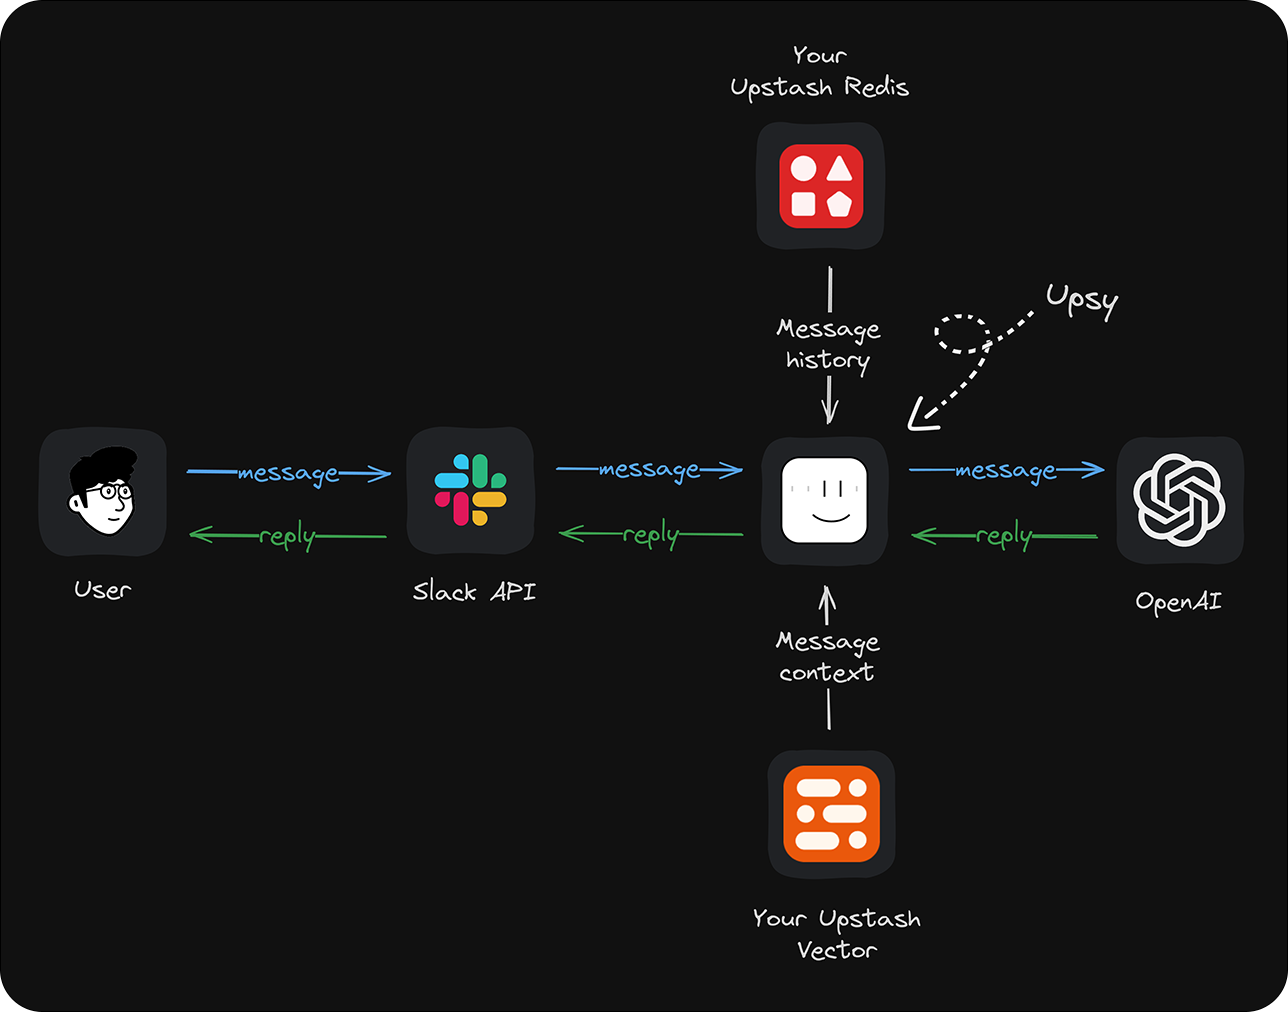 Your
Upstash Redis
Message
history
Upsy
message
message
message
reply
reply
reply
User
Slack API
OpenAI
Message
context
Your Upstash
Vector